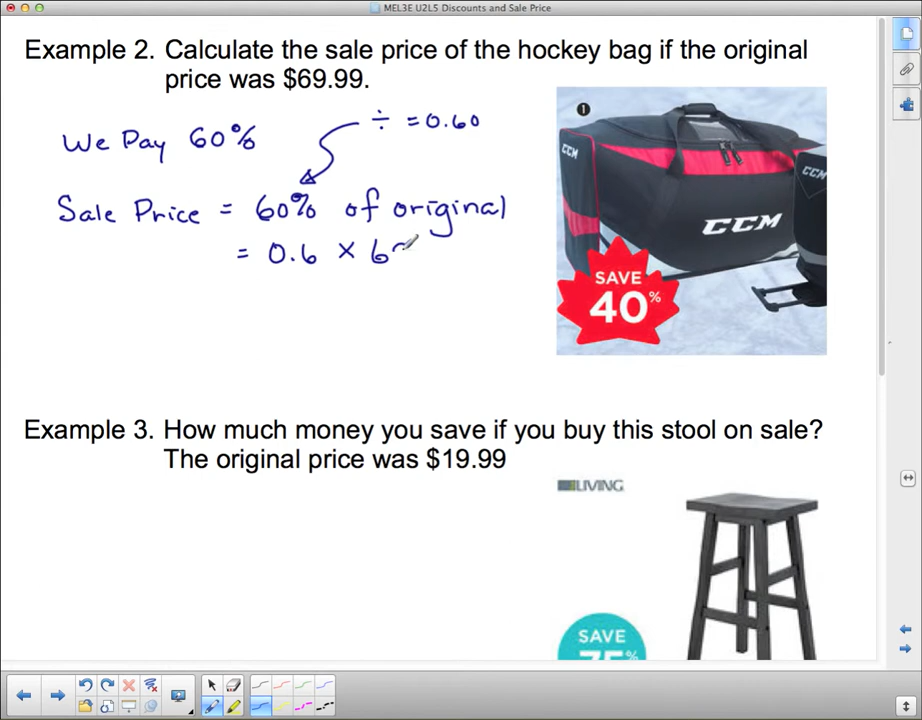 MEL3E U2L5 Discounts and Sale Price
Example 2. Calculate the sale price of the hockey bag if the original
price was $69.99.
We Pay 60%
÷ = 0.60
Sale Price = 60% of original
= 0.6 × 6
1
CCM
CCM
CCM
SAVE
40%
Example 3. How much money you save if you buy this stool on sale?
The original price was $19.99
LIVING
SAVE
75%